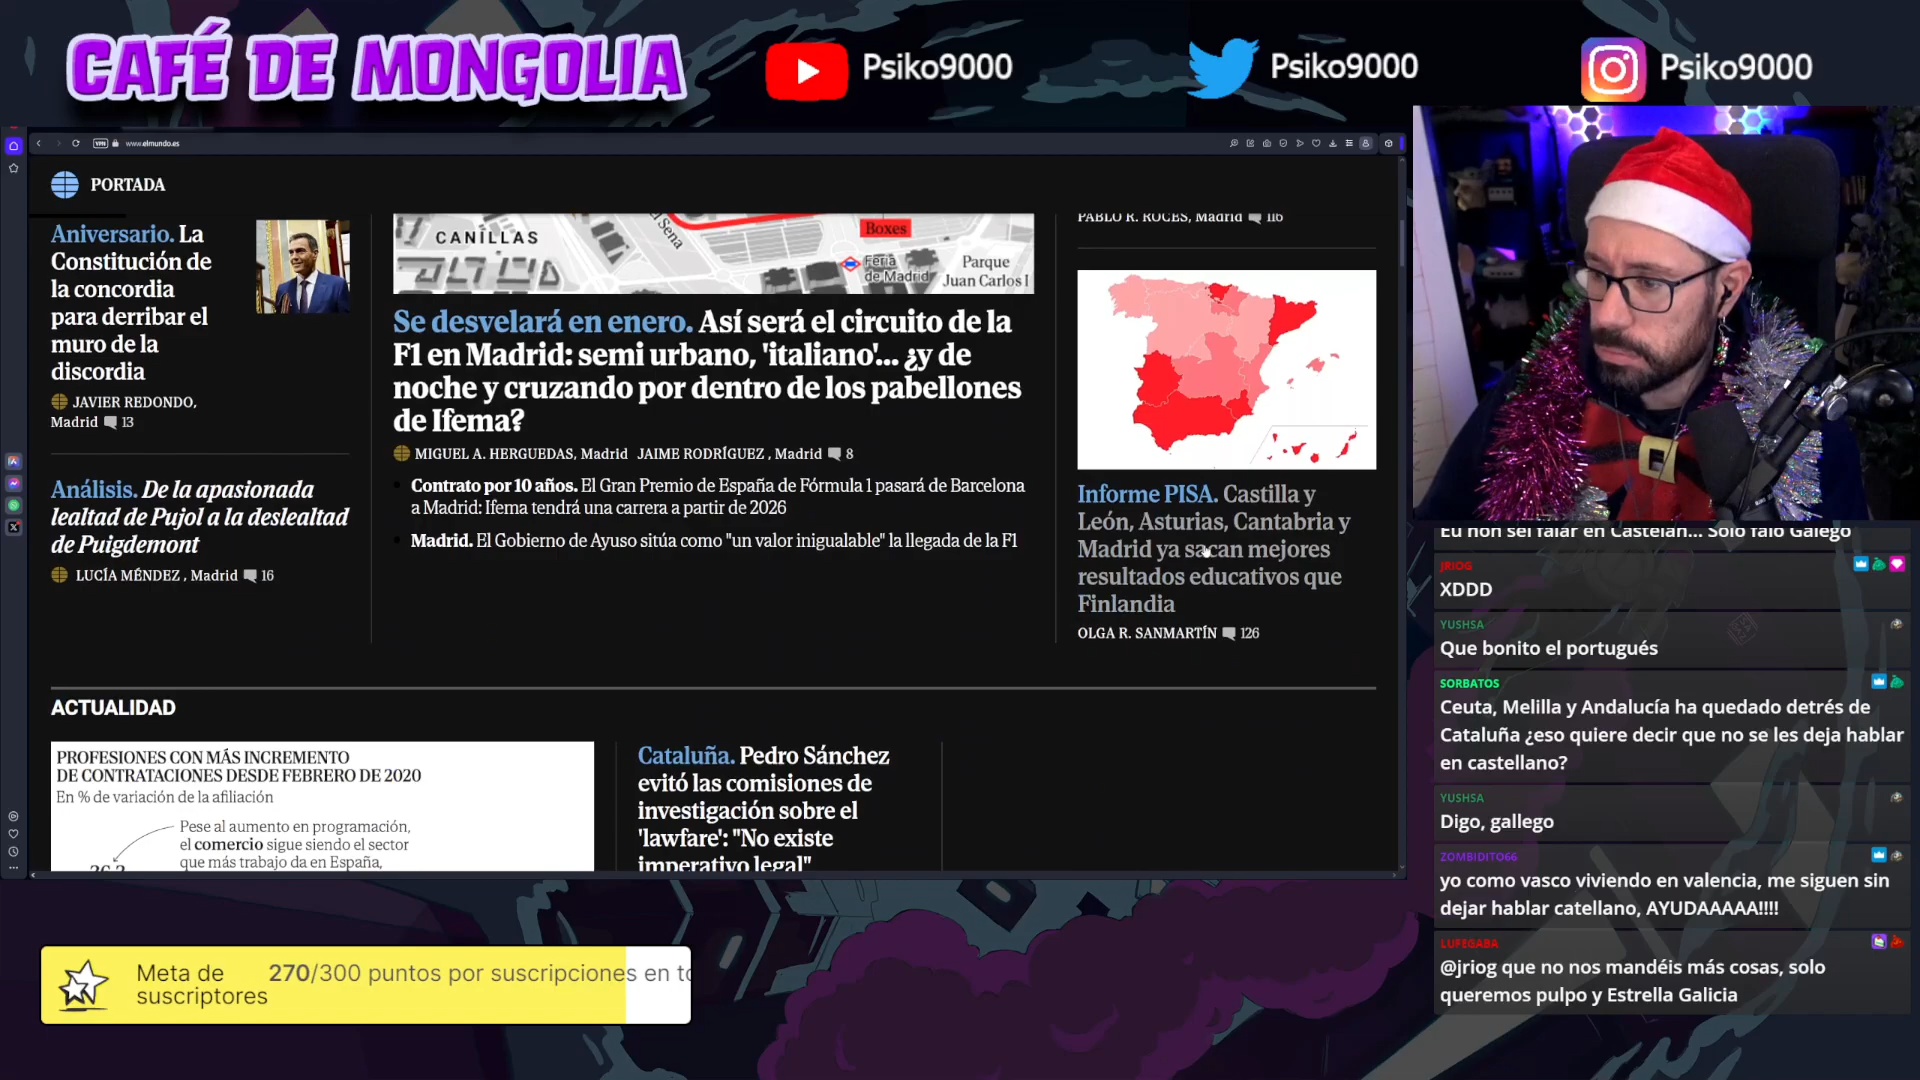 CAFÉ DE MONGOLIA
Psiko9000
Psiko9000
Psiko9000
VPN
www.elmundo.es
PORTADA
Aniversario. La
Constitución de
la concordia
para derribar el
muro de la
discordia
JAVIER REDONDO,
Madrid 13
Análisis. De la apasionada
lealtad de Pujol a la deslealtad
de Puigdemont
LUCÍA MÉNDEZ , Madrid 16
CANÍLLAS
El Sena
Boxes
Feria
de Madrid
Parque
Juan Carlos I
Se desvelará en enero. Así será el circuito de la
F1 en Madrid: semi urbano, 'italiano'... ¿y de
noche y cruzando por dentro de los pabellones
de Ifema?
MIGUEL A. HERGUEDAS, Madrid JAIME RODRÍGUEZ , Madrid 8
Contrato por 10 años. El Gran Premio de España de Fórmula 1 pasará de Barcelona
a Madrid: Ifema tendrá una carrera a partir de 2026
Madrid. El Gobierno de Ayuso sitúa como "un valor inigualable" la llegada de la F1
PABLO R. ROCES, Madrid 116
Informe PISA. Castilla y
León, Asturias, Cantabria y
Madrid ya sacan mejores
resultados educativos que
Finlandia
OLGA R. SANMARTÍN 126
ACTUALIDAD
PROFESIONES CON MÁS INCREMENTO
DE CONTRATACIONES DESDE FEBRERO DE 2020
En % de variación de la afiliación
Pese al aumento en programación,
el comercio sigue siendo el sector
que más trabajo da en España,
Cataluña. Pedro Sánchez
evitó las comisiones de
investigación sobre el
'lawfare': "No existe
imperativo legal"
Eu non sei falar en Castelán... Solo falo Galego
JRIOG
XDDD
YUSHSA
Que bonito el portugués
SORBATOS
Ceuta, Melilla y Andalucía ha quedado detrés de
Cataluña ¿eso quiere decir que no se les deja hablar
en castellano?
YUSHSA
Digo, gallego
ZOMBIDITO66
yo como vasco viviendo en valencia, me siguen sin
dejar hablar catellano, AYUDAAAAA!!!!
LUFEGABA
@jriog que no nos mandéis más cosas, solo
queremos pulpo y Estrella Galicia
Meta de
suscriptores
270/300 puntos por suscripciones en to